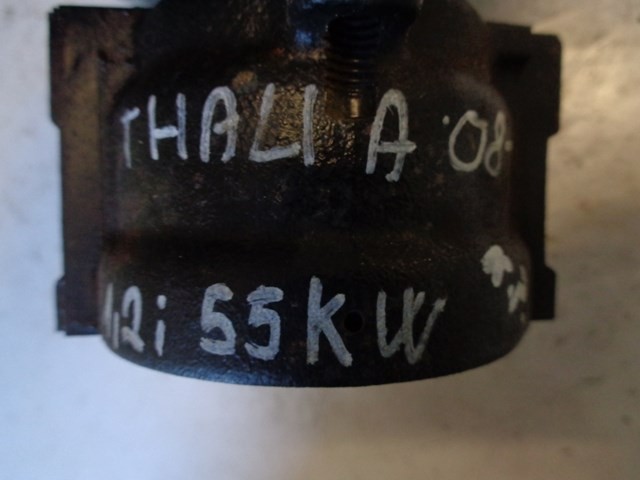 THALIA '08-
1,2i 55KW